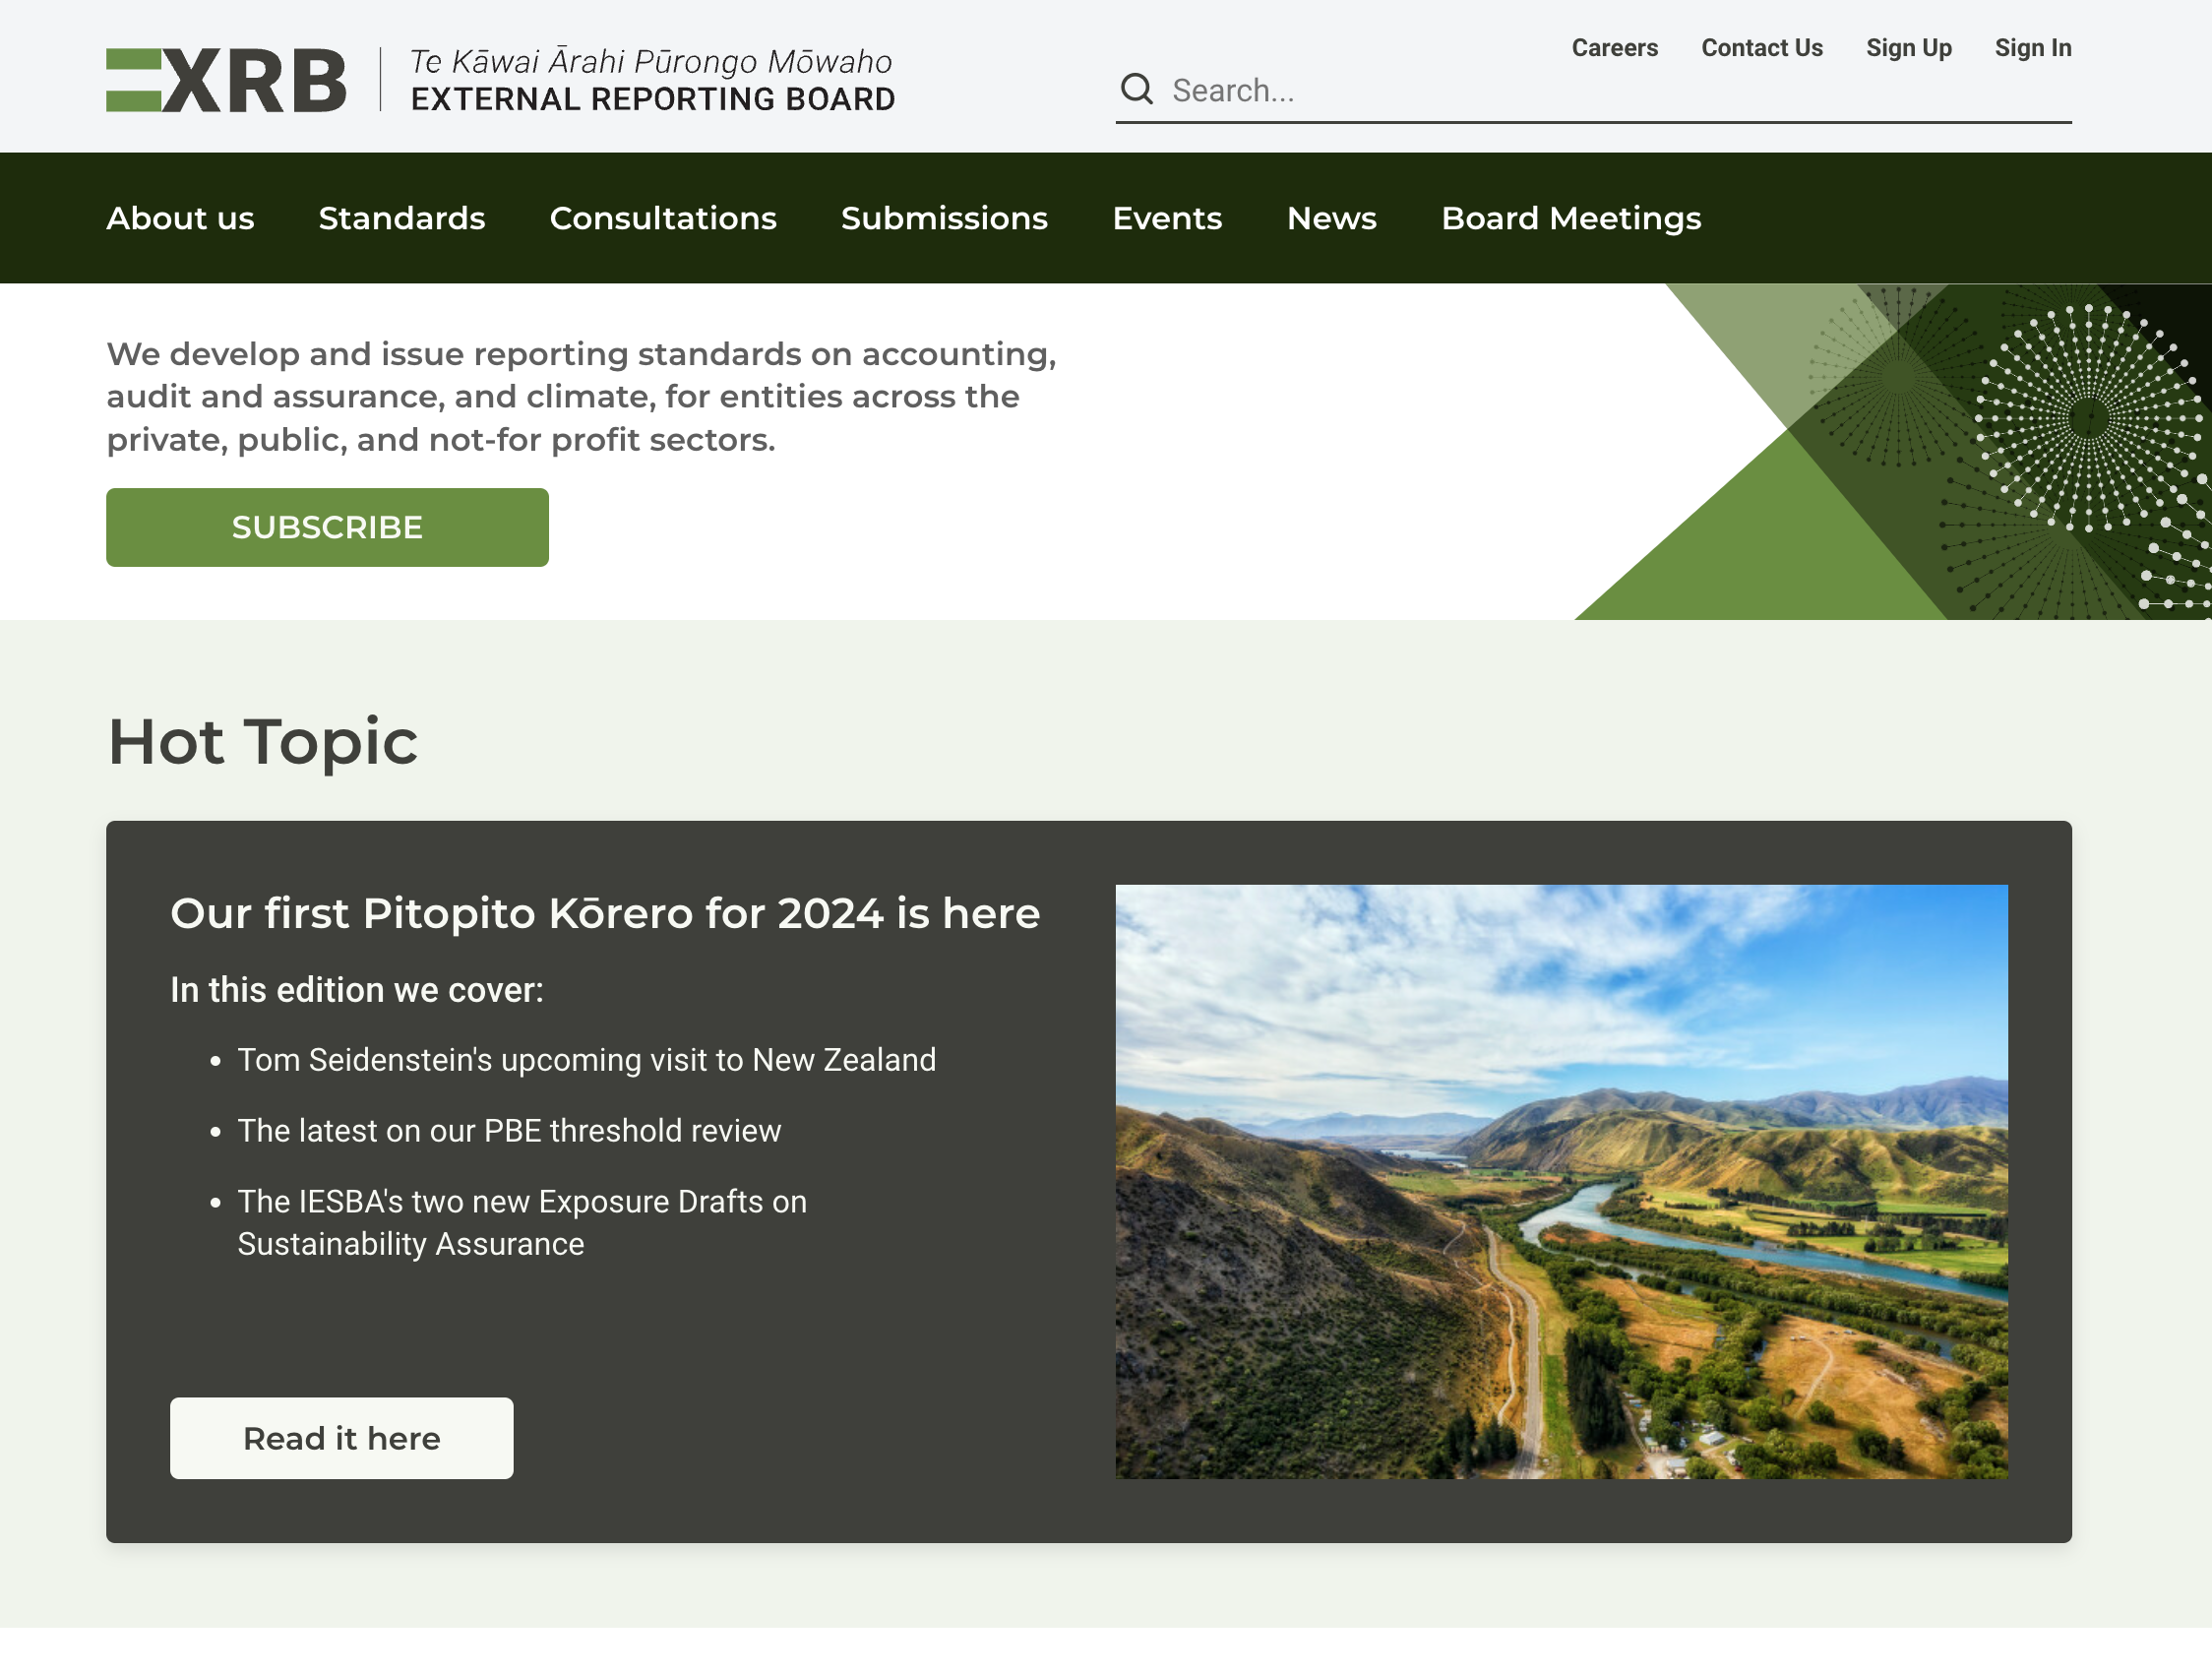 XRB
Te Kāwai Ārahi Pūrongo Mōwaho
EXTERNAL REPORTING BOARD
Careers Contact Us Sign Up Sign In
Search...
About us Standards Consultations Submissions Events News Board Meetings
We develop and issue reporting standards on accounting,
audit and assurance, and climate, for entities across the
private, public, and not-for profit sectors.
SUBSCRIBE
Hot Topic
Our first Pitopito Kōrero for 2024 is here
In this edition we cover:
• Tom Seidenstein's upcoming visit to New Zealand
• The latest on our PBE threshold review
• The IESBA's two new Exposure Drafts on
Sustainability Assurance
Read it here